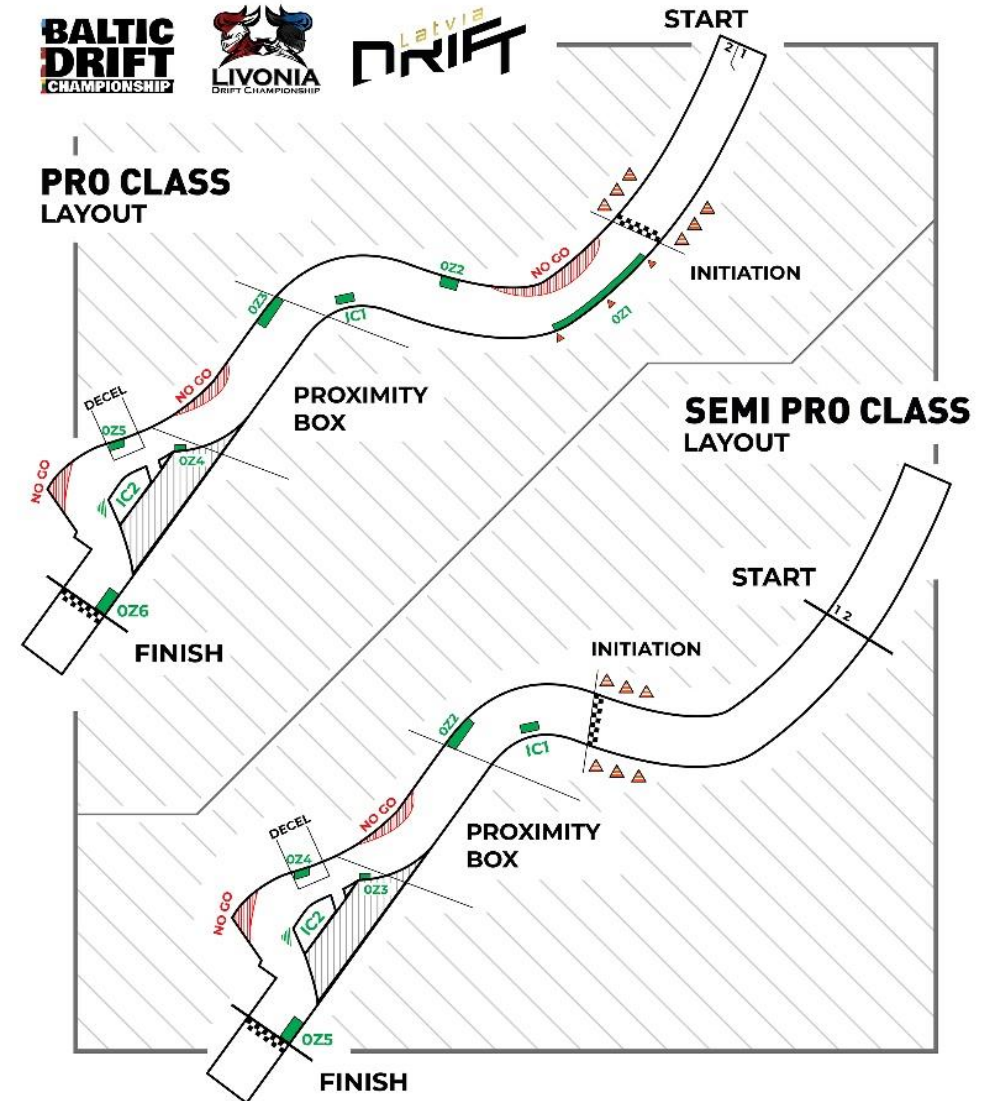 BALTIC
DRIFT
CHAMPIONSHIP
LIVONIA
DRIFT CHAMPIONSHIP
Latvia
DRIFT
START
2 1
PRO CLASS
LAYOUT
NO GO
INITIATION
OZ1
OZ2
IC1
OZ3
PROXIMITY
BOX
NO GO
DECEL
OZ5
OZ4
NO GO
IC2
OZ6
FINISH
SEMI PRO CLASS
LAYOUT
START
1 2
INITIATION
IC1
OZ2
PROXIMITY
BOX
NO GO
DECEL
OZ4
OZ3
NO GO
IC2
OZ5
FINISH